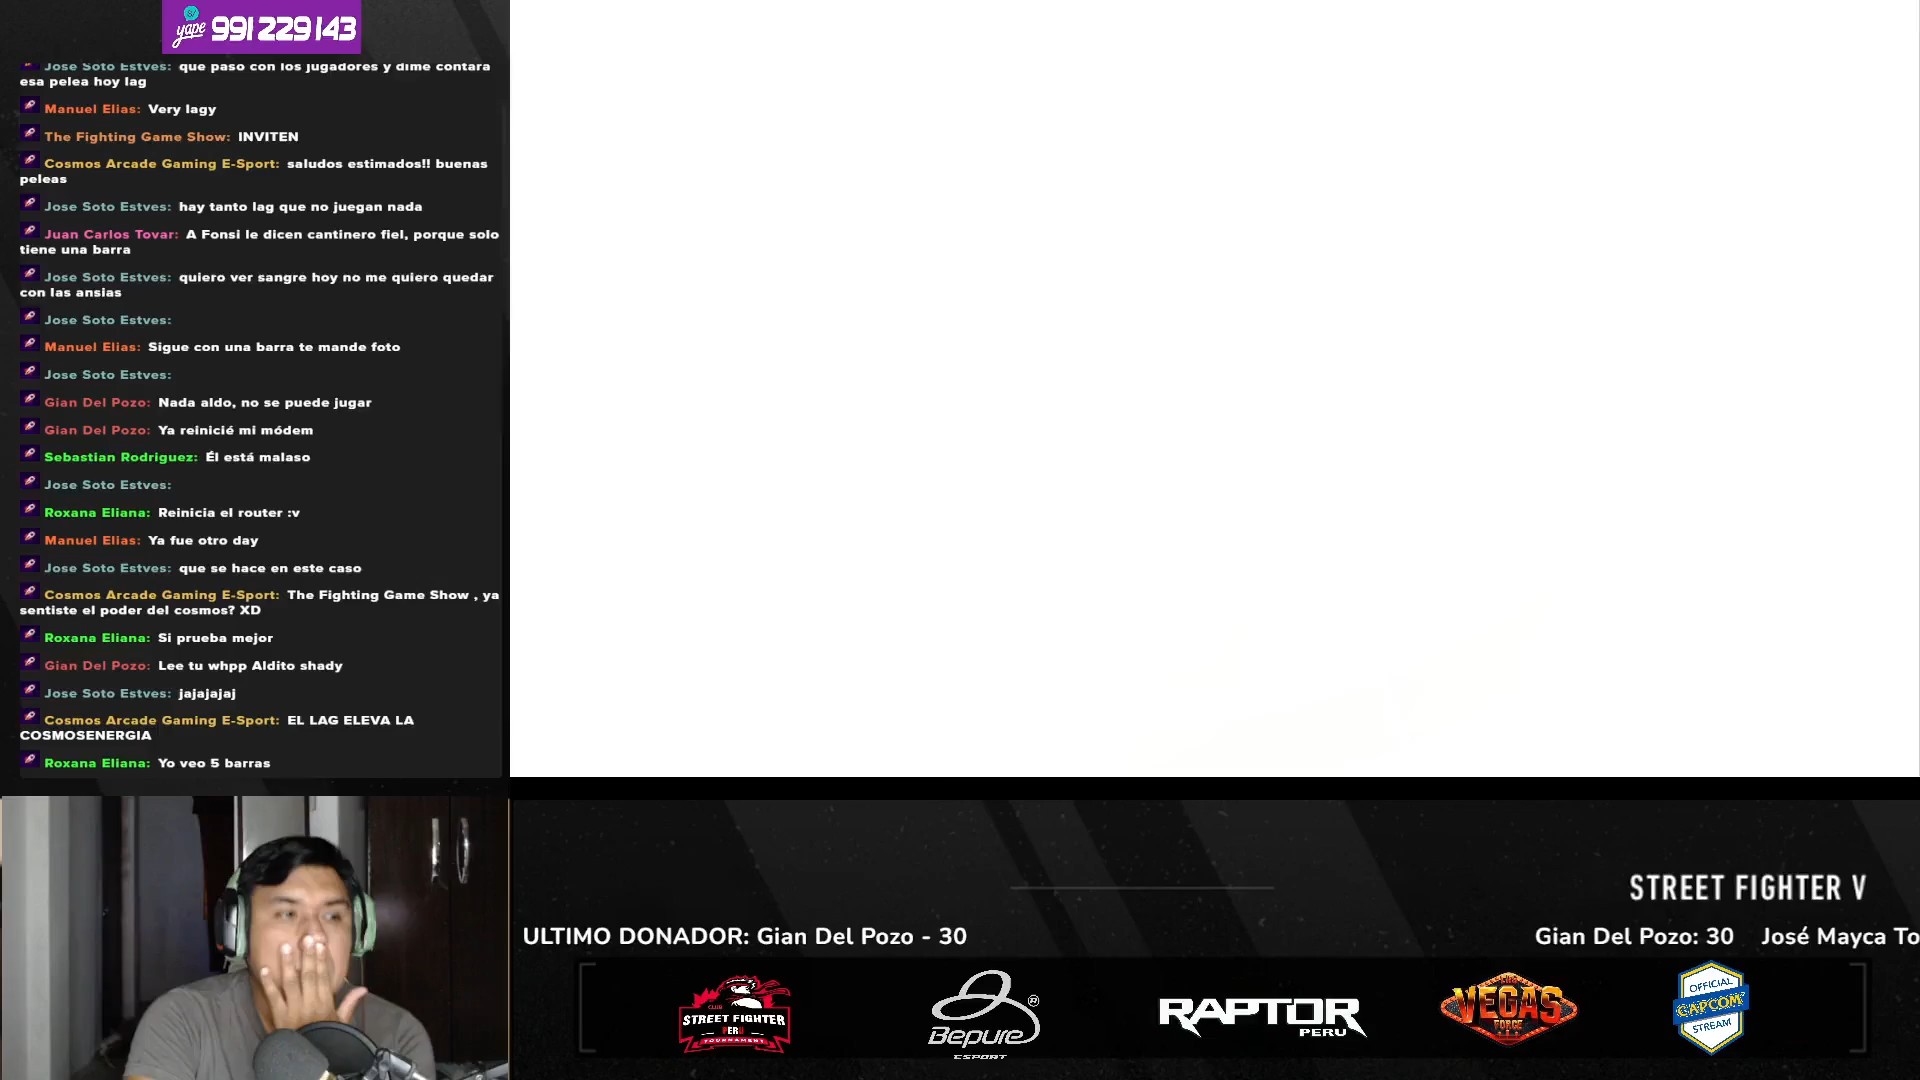 yape 991 229 143
Jose Soto Estves: que paso con los jugadores y dime contara
esa pelea hoy lag
Manuel Elias: Very lagy
The Fighting Game Show: INVITEN
Cosmos Arcade Gaming E-Sport: saludos estimados!! buenas
peleas
Jose Soto Estves: hay tanto lag que no juegan nada
Juan Carlos Tovar: A Fonsi le dicen cantinero fiel, porque solo
tiene una barra
Jose Soto Estves: quiero ver sangre hoy no me quiero quedar
con las ansias
Jose Soto Estves:
Manuel Elias: Sigue con una barra te mande foto
Jose Soto Estves:
Gian Del Pozo: Nada aldo, no se puede jugar
Gian Del Pozo: Ya reinicié mi módem
Sebastian Rodriguez: Él está malaso
Jose Soto Estves:
Roxana Eliana: Reinicia el router :v
Manuel Elias: Ya fue otro day
Jose Soto Estves: que se hace en este caso
Cosmos Arcade Gaming E-Sport: The Fighting Game Show , ya
sentiste el poder del cosmos? XD
Roxana Eliana: Si prueba mejor
Gian Del Pozo: Lee tu whpp Aldito shady
Jose Soto Estves: jajajajaj
Cosmos Arcade Gaming E-Sport: EL LAG ELEVA LA
COSMOSENERGIA
Roxana Eliana: Yo veo 5 barras
STREET FIGHTER V
ULTIMO DONADOR: Gian Del Pozo - 30
Gian Del Pozo: 30 José Mayca To
CLUB
STREET FIGHTER
PERU
TOURNAMENT
Bepure ®
ESPORT
RAPTOR
PERU
VEGAS
FORCE
OFFICIAL
CAPCOM
STREAM